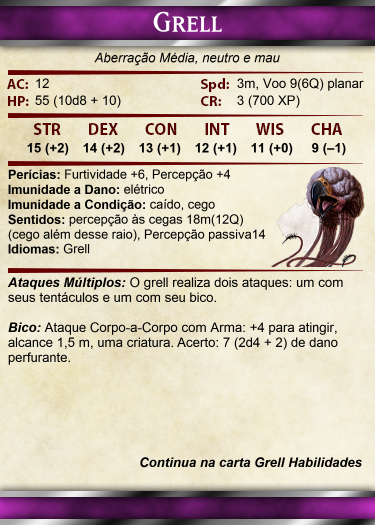 GRELL
Aberração Média, neutro e mau
AC: 12 Spd: 3m, Voo 9(6Q) planar
HP: 55 (10d8 + 10) CR: 3 (700 XP)
STR DEX CON INT WIS CHA
15 (+2) 14 (+2) 13 (+1) 12 (+1) 11 (+0) 9 (–1)
Perícias: Furtividade +6, Percepção +4
Imunidade a Dano: elétrico
Imunidade a Condição: caído, cego
Sentidos: percepção às cegas 18m(12Q)
(cego além desse raio), Percepção passiva14
Idiomas: Grell
Ataques Múltiplos: O grell realiza dois ataques: um com
seus tentáculos e um com seu bico.
Bico: Ataque Corpo-a-Corpo com Arma: +4 para atingir,
alcance 1,5 m, uma criatura. Acerto: 7 (2d4 + 2) de dano
perfurante.
Continua na carta Grell Habilidades